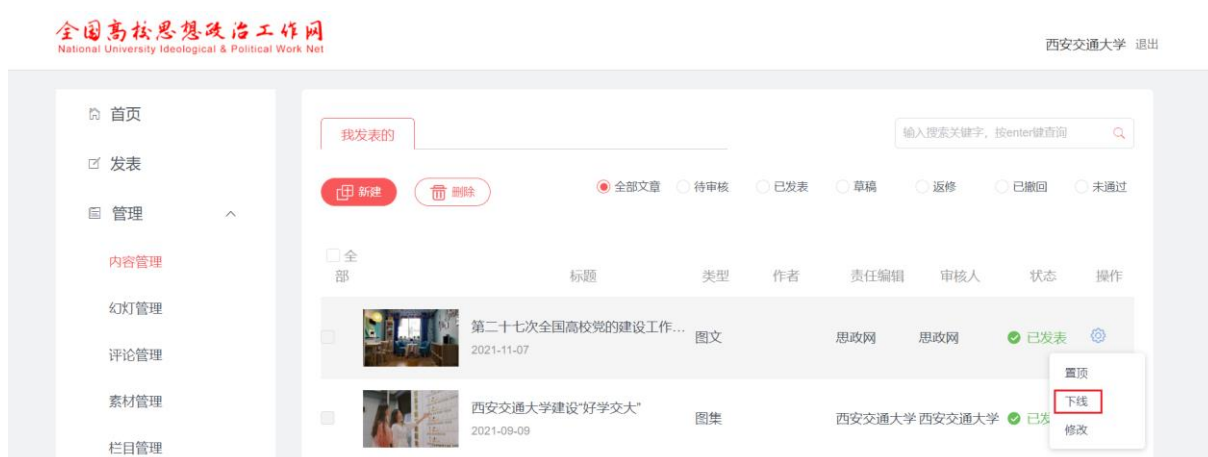 全国高校思想政治工作网
National University Ideological & Political Work Net
西安交通大学 退出
首页
发表
管理
内容管理
幻灯管理
评论管理
素材管理
栏目管理
我发表的
输入搜索关键字，按enter键查询
新建 删除 全部文章 待审核 已发表 草稿 返修 已撤回 未通过
全部 标题 类型 作者 责任编辑 审核人 状态 操作
第二十七次全国高校党的建设工作... 图文 思政网 思政网 已发表
2021-11-07
置顶
下线
修改
西安交通大学建设“好学交大” 图集 西安交通大学 西安交通大学 已发
2021-09-09